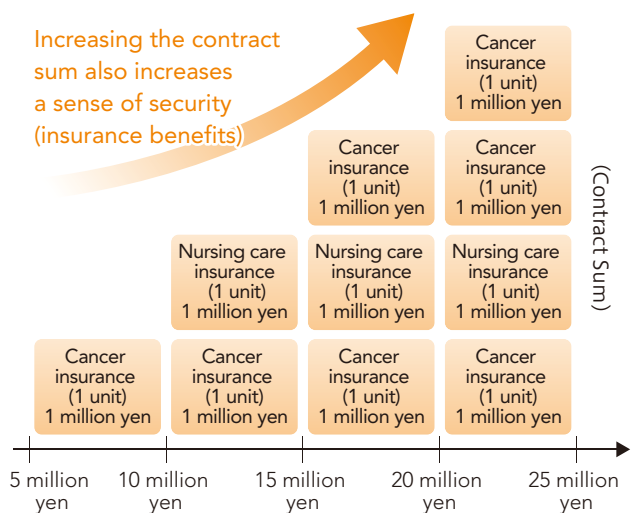 Increasing the contract
sum also increases
a sense of security
(insurance benefits)
Cancer
insurance
(1 unit)
1 million yen
Cancer
insurance
(1 unit)
1 million yen
Cancer
insurance
(1 unit)
1 million yen
Nursing care
insurance
(1 unit)
1 million yen
Nursing care
insurance
(1 unit)
1 million yen
Nursing care
insurance
(1 unit)
1 million yen
Cancer
insurance
(1 unit)
1 million yen
Cancer
insurance
(1 unit)
1 million yen
Cancer
insurance
(1 unit)
1 million yen
Cancer
insurance
(1 unit)
1 million yen
(Contract Sum)
5 million
yen
10 million
yen
15 million
yen
20 million
yen
25 million
yen